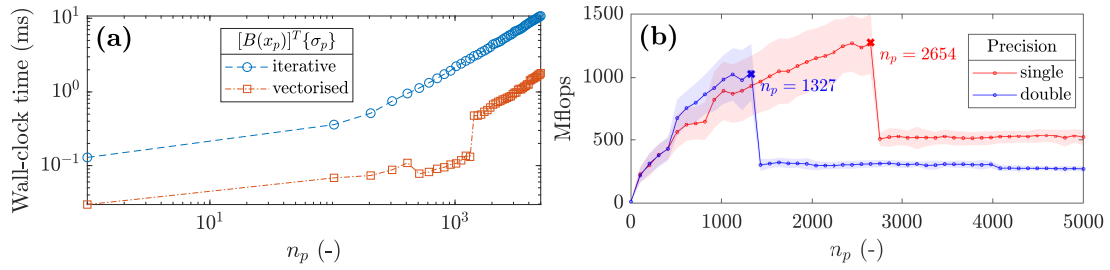 (a)
[B(x_p)]^T{σ_p}
iterative
vectorised
Wall-clock time (ms)
10^1
10^0
10^-1
10^1
10^2
10^3
n_p (-)
(b)
Precision
single
double
n_p = 2654
n_p = 1327
Mflops
1500
1000
500
0
0
1000
2000
3000
4000
5000
n_p (-)